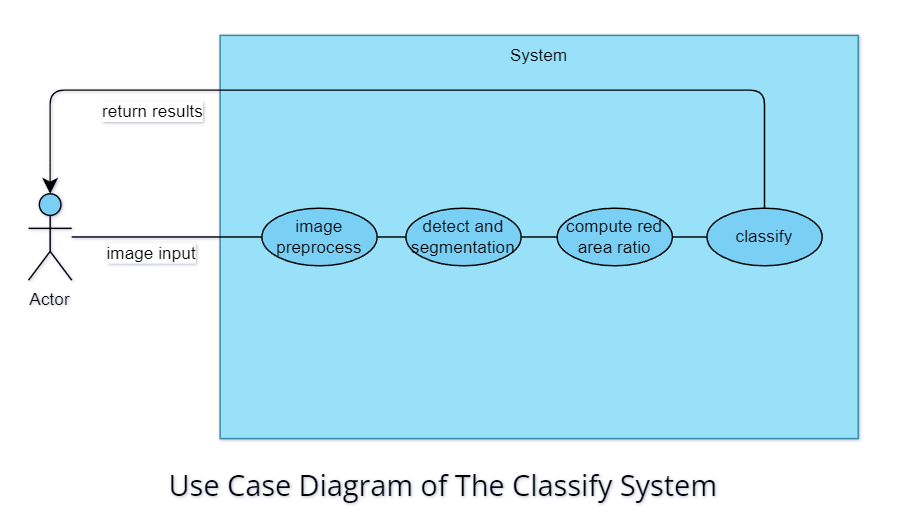 System
return results
image
preprocess
detect and
segmentation
compute red
area ratio
classify
image input
Actor
Use Case Diagram of The Classify System